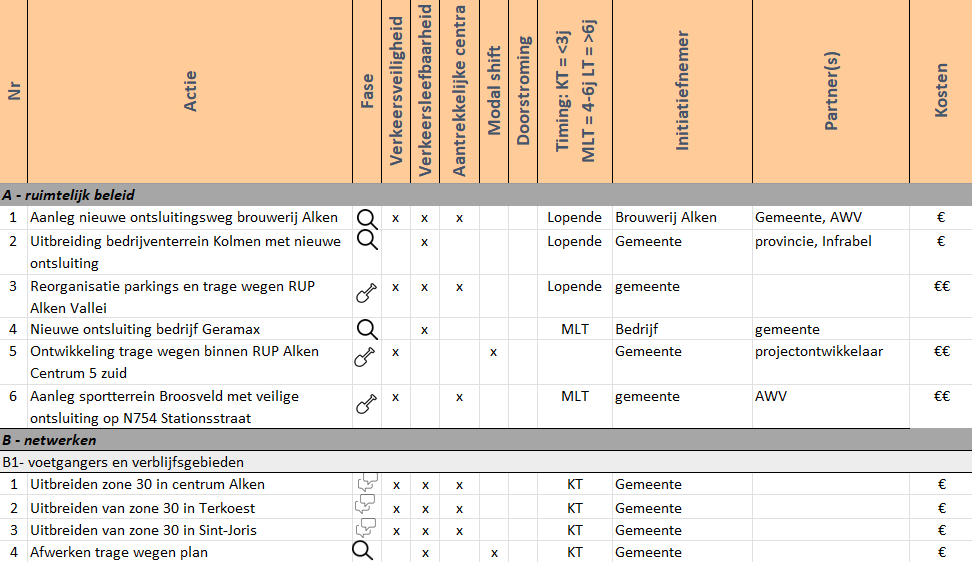 Nr Actie Fase Verkeersveiligheid Verkeersleefbaarheid Aantrekkelijke centra Modal shift Doorstroming Timing: KT = <3j MLT = 4-6j LT = >6j Initiatiefnemer Partner(s) Kosten
A - ruimtelijk beleid
1 Aanleg nieuwe ontsluitingsweg brouwerij Alken x x x Lopende Brouwerij Alken Gemeente, AWV €
2 Uitbreiding bedrijventerrein Kolmen met nieuwe x Lopende Gemeente provincie, Infrabel €
ontsluiting
3 Reorganisatie parkings en trage wegen RUP x x x Lopende gemeente €€
Alken Vallei
4 Nieuwe ontsluiting bedrijf Geramax x MLT Bedrijf gemeente
5 Ontwikkeling trage wegen binnen RUP Alken x x Gemeente projectontwikkelaar €€
Centrum 5 zuid
6 Aanleg sportterrein Broosveld met veilige x x MLT gemeente AWV €€
ontsluiting op N754 Stationsstraat
B - netwerken
B1- voetgangers en verblijfsgebieden
1 Uitbreiden zone 30 in centrum Alken x x x KT Gemeente €
2 Uitbreiden van zone 30 in Terkoest x x x KT Gemeente €
3 Uitbreiden van zone 30 in Sint-Joris x x x KT Gemeente €
4 Afwerken trage wegen plan x x KT Gemeente €